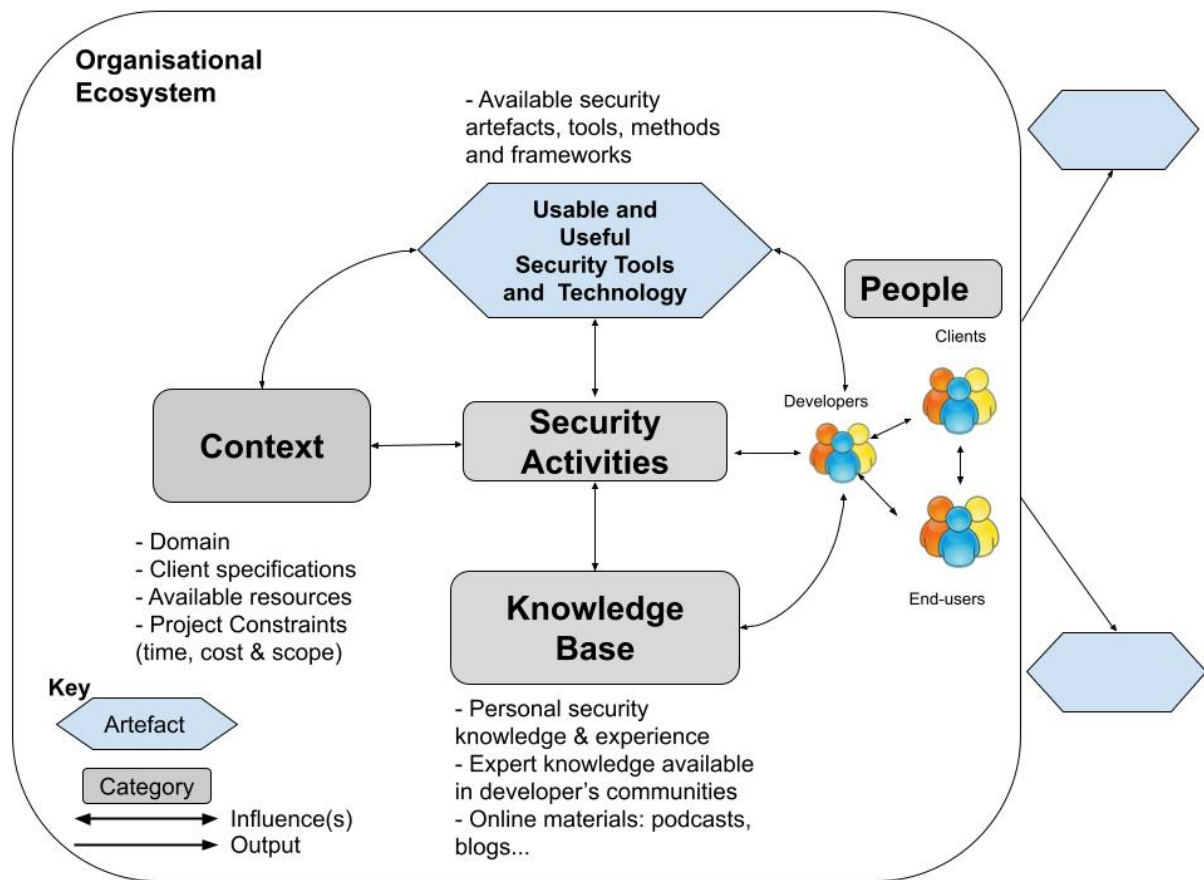 Organisational
Ecosystem
- Available security
artefacts, tools, methods
and frameworks
Usable and
Useful
Security Tools
and Technology
People
Clients
Developers
End-users
Context
Security
Activities
- Domain
- Client specifications
- Available resources
- Project Constraints
(time, cost & scope)
Knowledge
Base
- Personal security
knowledge & experience
- Expert knowledge available
in developer’s communities
- Online materials: podcasts,
blogs...
Key
Artefact
Category
Influence(s)
Output